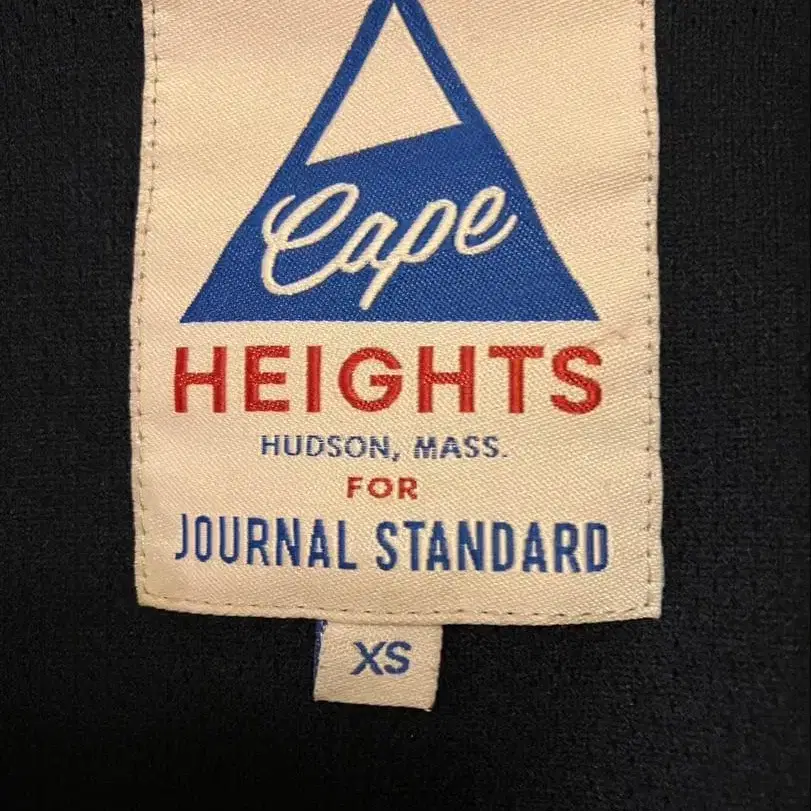 Cape
HEIGHTS
HUDSON, MASS.
FOR
JOURNAL STANDARD
XS